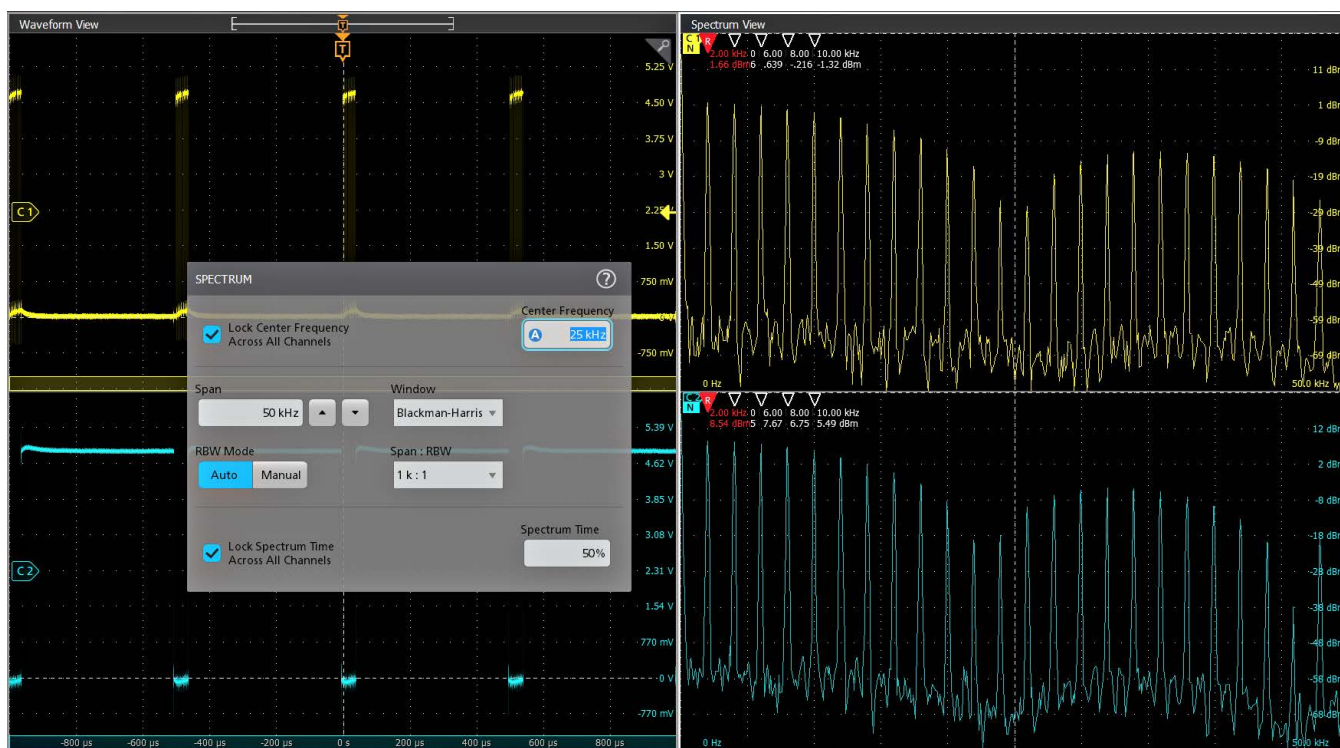 Waveform View
T
T
5.25 V
4.50 V
3.75 V
3 V
C 1
2.25
1.50 V
750 mV
-750 mV
SPECTRUM
?
Lock Center Frequency
Across All Channels
Center Frequency
A 25 kHz
Span
50 kHz
Window
Blackman-Harris
RBW Mode
Auto Manual
Span : RBW
1 k : 1
Lock Spectrum Time
Across All Channels
Spectrum Time
50%
5.39 V
4.62 V
3.85 V
3.08 V
C 2
2.31 V
1.54 V
770 mV
0 V
-770 mV
-800 µs -600 µs -400 µs -200 µs 0 s 200 µs 400 µs 600 µs 800 µs
Spectrum View
C 1
N
R
2.00 kHz 0 6.00 8.00 10.00 kHz
1.66 dBm6 .639 -.216 -1.32 dBm
11 dBm
1 dBm
-9 dBm
-19 dBm
-29 dBm
-39 dBm
-49 dBm
-59 dBm
-69 dBm
0 Hz 50.0 kHz
C 2
N
R
2.00 kHz 0 6.00 8.00 10.00 kHz
8.54 dBm5 7.67 6.75 5.49 dBm
12 dBm
2 dBm
-8 dBm
-18 dBm
-28 dBm
-38 dBm
-48 dBm
-58 dBm
-68 dBm
0 Hz 50.0 kHz